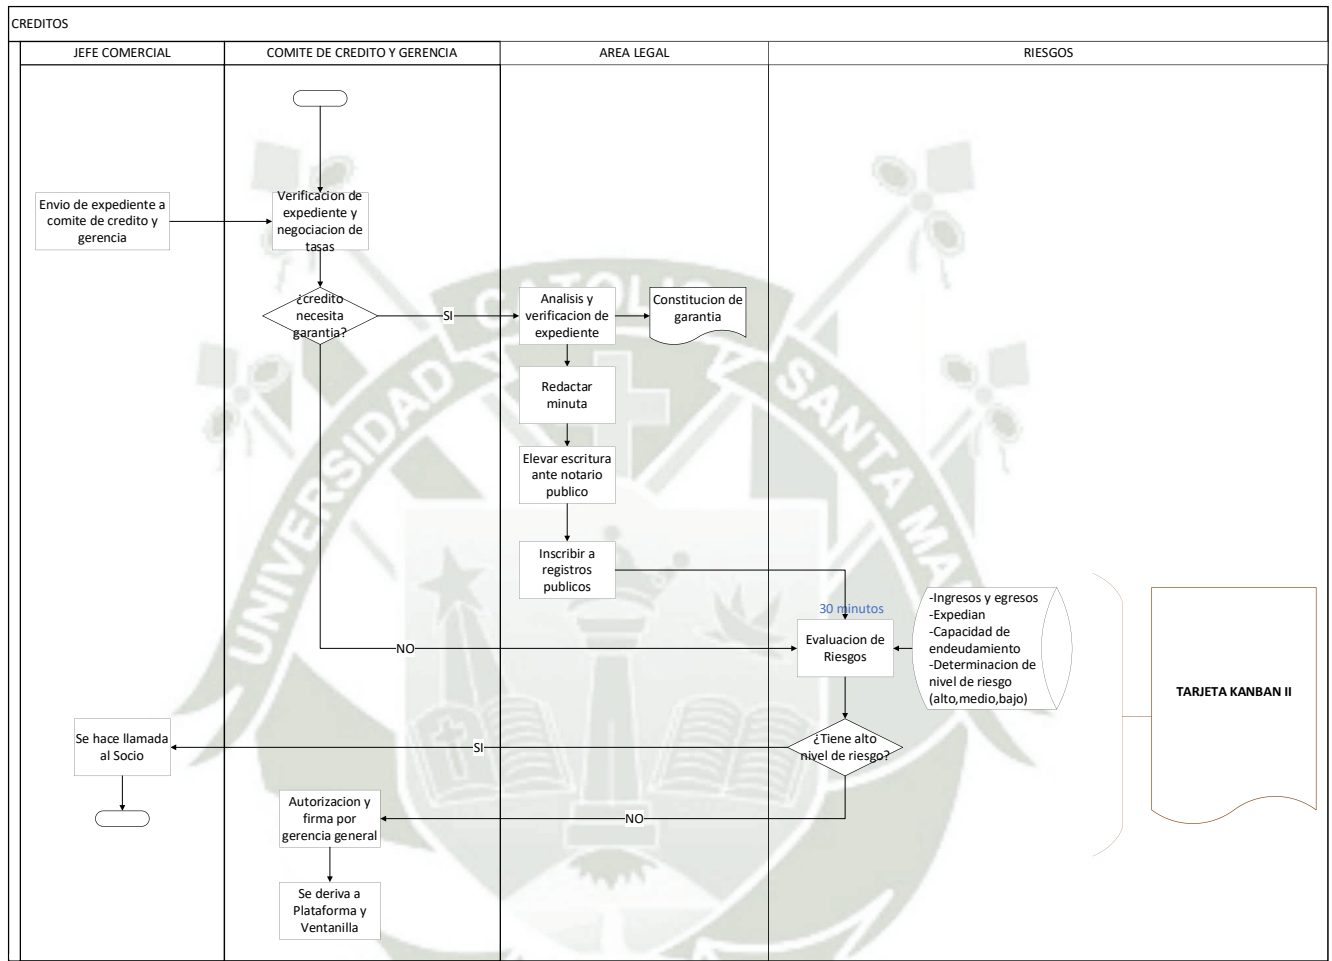 CREDITOS
JEFE COMERCIAL
COMITE DE CREDITO Y GERENCIA
AREA LEGAL
RIESGOS
Envio de expediente a
comite de credito y
gerencia
Verificacion de
expediente y
negociacion de
tasas
¿credito
necesita
garantia?
SI
Analisis y
verificacion de
expediente
Constitucion de
garantia
Redactar
minuta
Elevar escritura
ante notario
publico
Inscribir a
registros
publicos
30 minutos
Evaluacion de
Riesgos
-Ingresos y egresos
-Expedian
-Capacidad de
endeudamiento
-Determinacion de
nivel de riesgo
(alto,medio,bajo)
TARJETA KANBAN II
NO
¿Tiene alto
nivel de riesgo?
SI
Se hace llamada
al Socio
NO
Autorizacion y
firma por
gerencia general
Se deriva a
Plataforma y
Ventanilla
UNIVERSIDAD
CATOLICA
SANTA MA